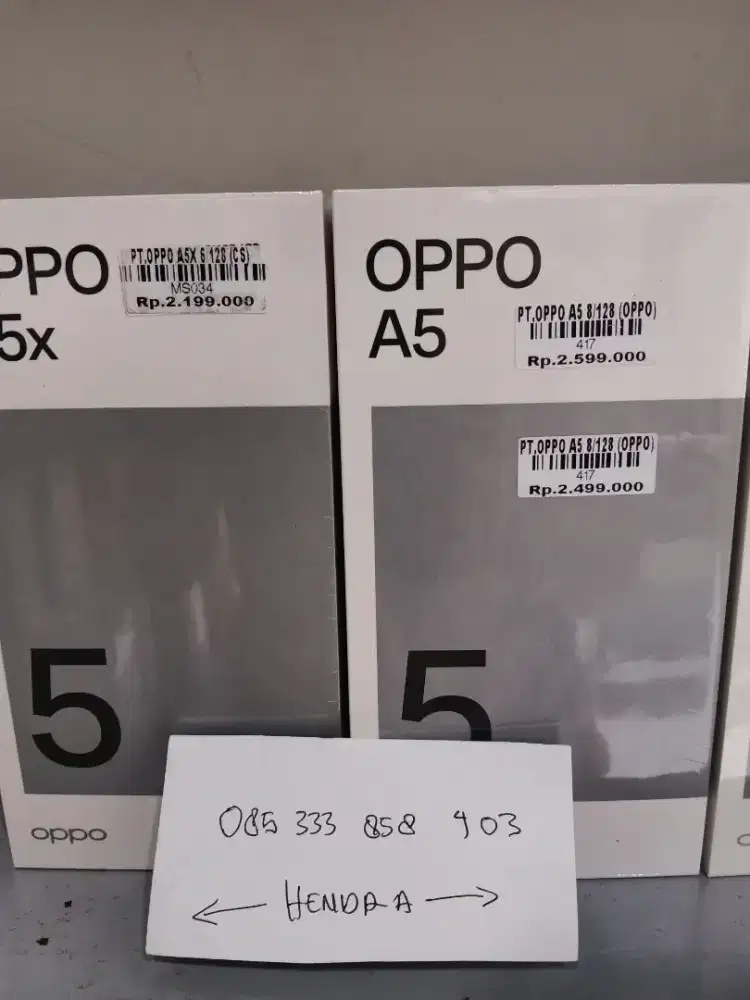 PPO
5x
PT.OPPO A5X 6 128 (CS)
MS034
Rp.2.199.000
5
oppo
OPPO
A5
PT.OPPO A5 8/128 (OPPO)
417
Rp.2.599.000
PT.OPPO A5 8/128 (OPPO)
417
Rp.2.499.000
5
085 333 858 903
← HENDRA →